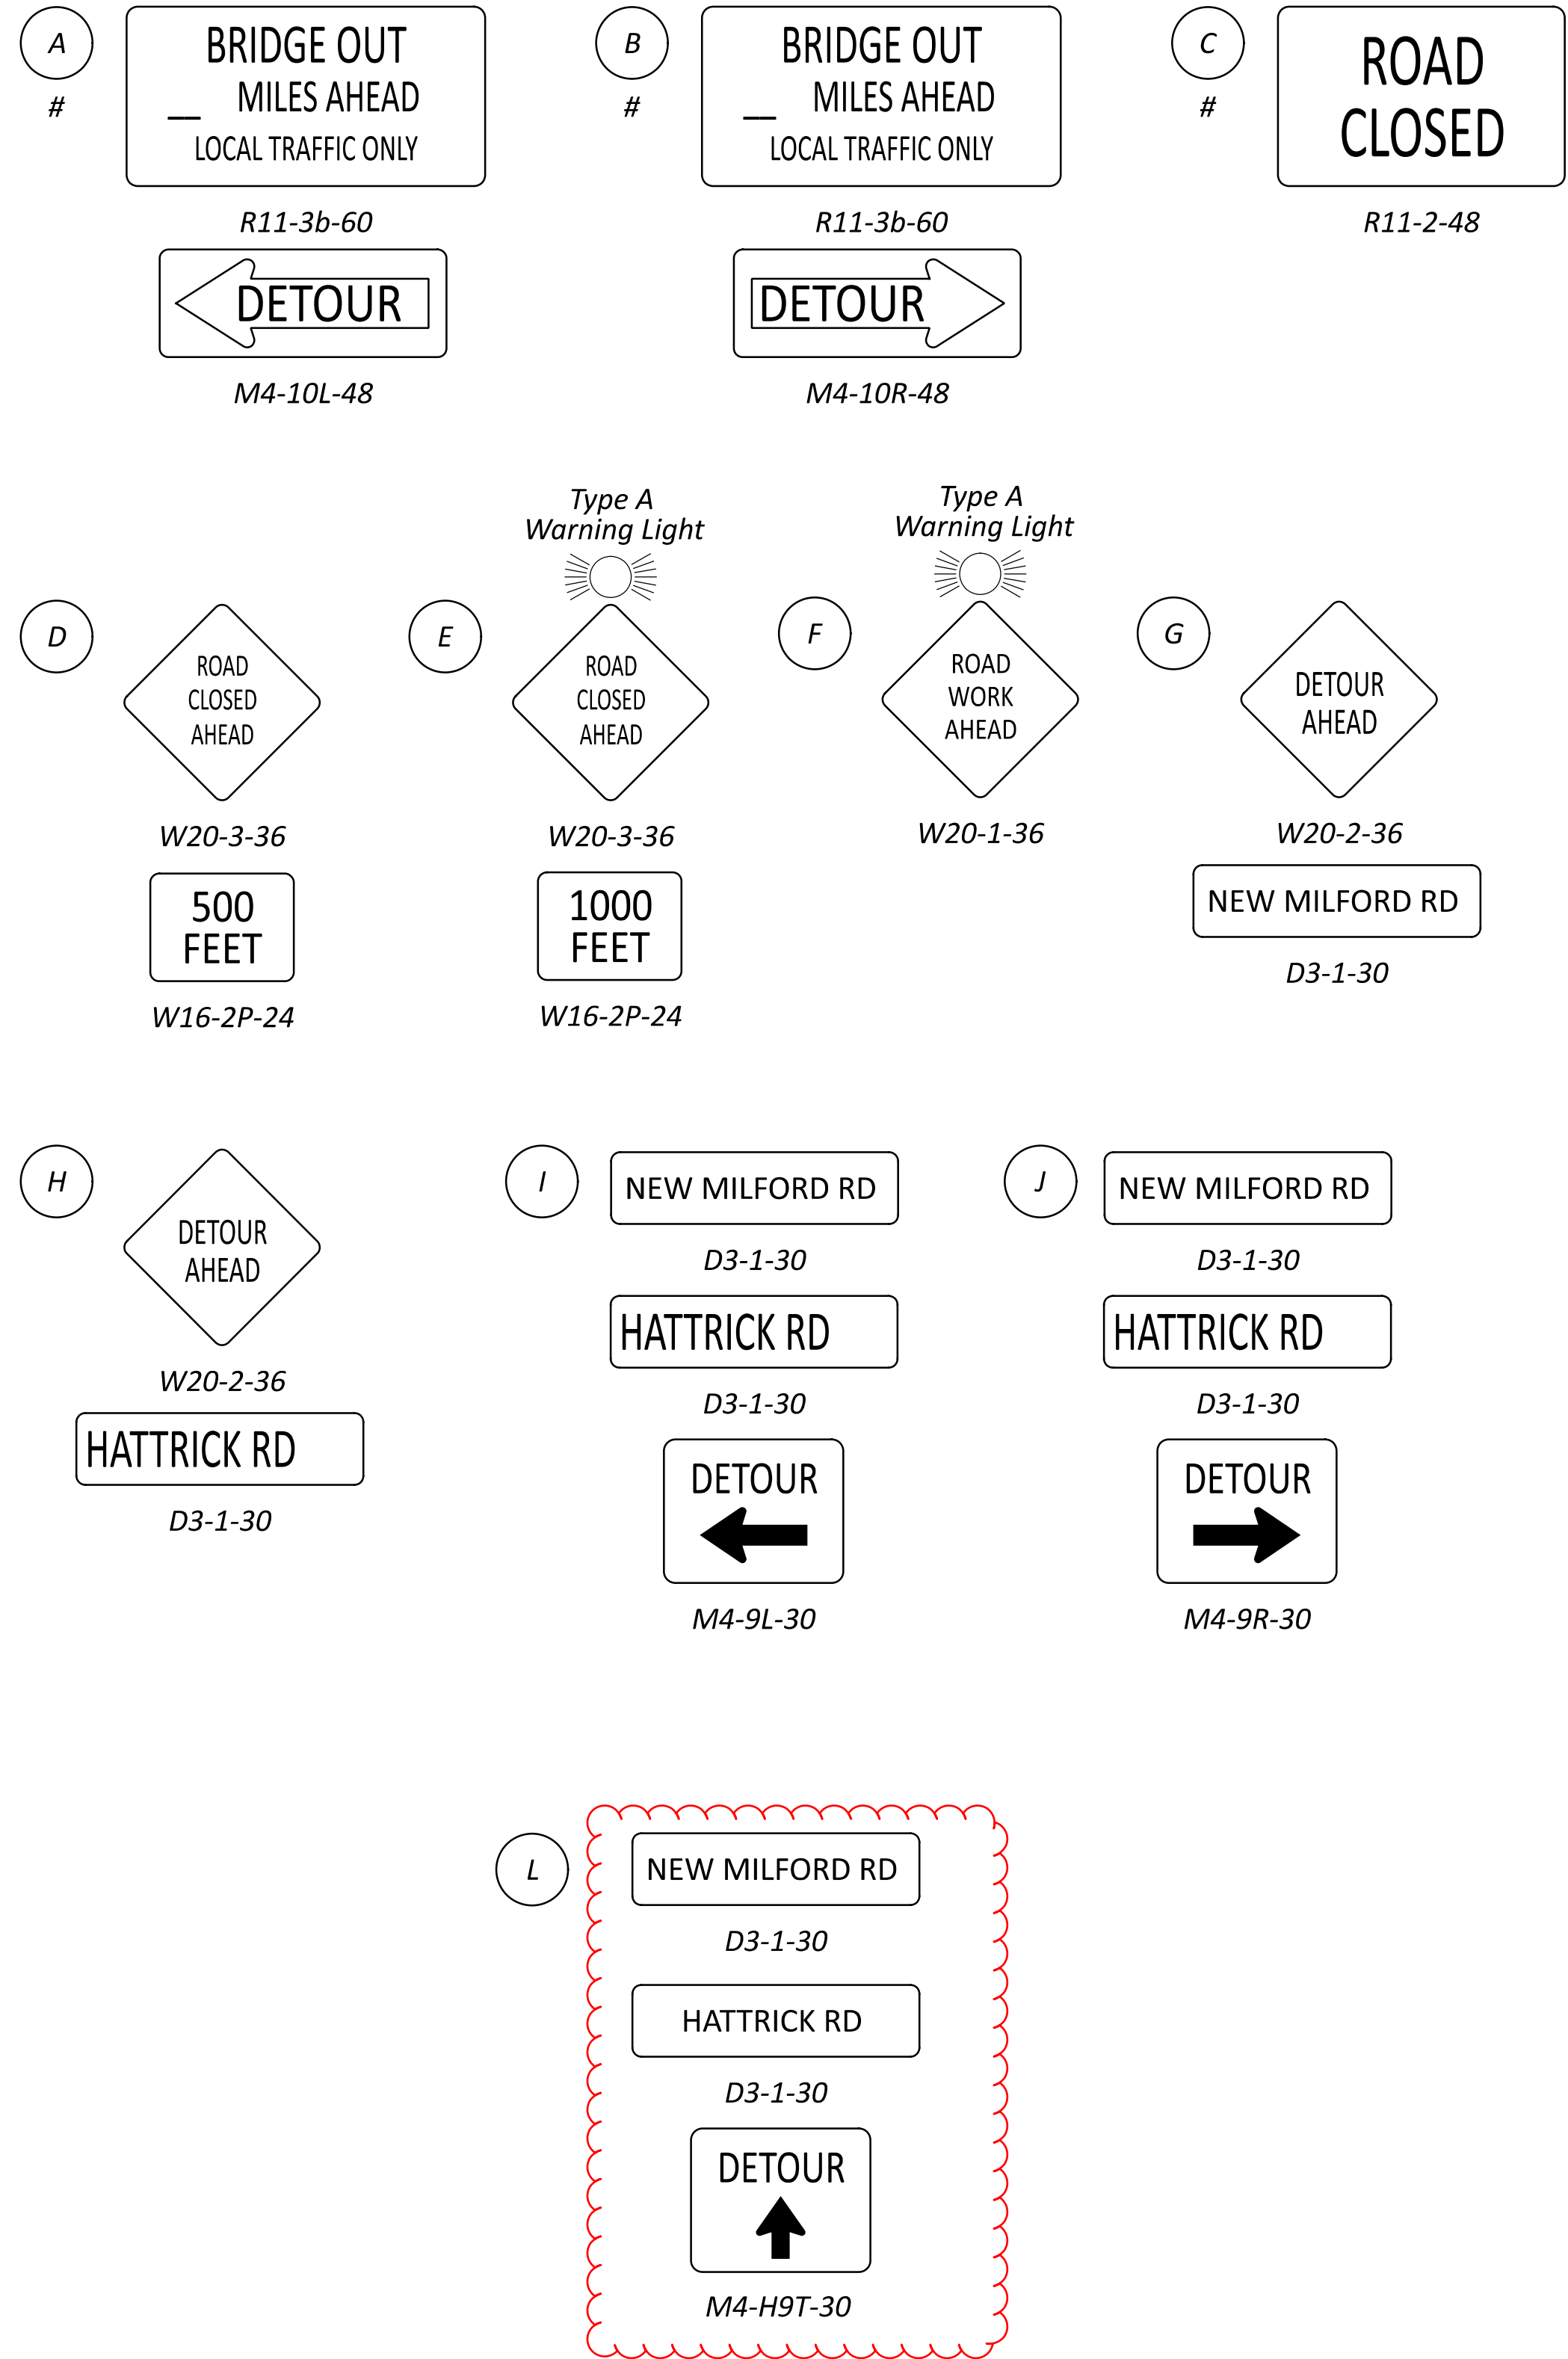 A
#
BRIDGE OUT
__ MILES AHEAD
LOCAL TRAFFIC ONLY
R11-3b-60
DETOUR
M4-10L-48
B
#
BRIDGE OUT
__ MILES AHEAD
LOCAL TRAFFIC ONLY
R11-3b-60
DETOUR
M4-10R-48
C
#
ROAD
CLOSED
R11-2-48
D
ROAD
CLOSED
AHEAD
W20-3-36
500
FEET
W16-2P-24
E
Type A
Warning Light
ROAD
CLOSED
AHEAD
W20-3-36
1000
FEET
W16-2P-24
F
Type A
Warning Light
ROAD
WORK
AHEAD
W20-1-36
G
DETOUR
AHEAD
W20-2-36
NEW MILFORD RD
D3-1-30
H
DETOUR
AHEAD
W20-2-36
HATTRICK RD
D3-1-30
I
NEW MILFORD RD
D3-1-30
HATTRICK RD
D3-1-30
DETOUR
M4-9L-30
J
NEW MILFORD RD
D3-1-30
HATTRICK RD
D3-1-30
DETOUR
M4-9R-30
L
NEW MILFORD RD
D3-1-30
HATTRICK RD
D3-1-30
DETOUR
M4-H9T-30